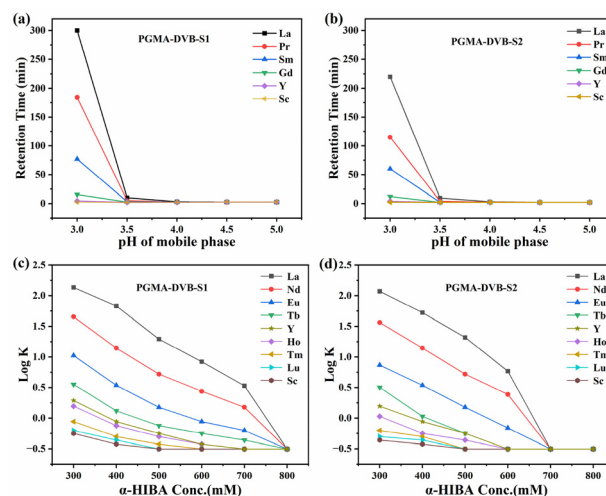 (a)
PGMA-DVB-S1
La
Pr
Sm
Gd
Y
Sc
Retention Time (min)
300
250
200
150
100
50
0
3.0 3.5 4.0 4.5 5.0
pH of mobile phase
(b)
PGMA-DVB-S2
La
Pr
Sm
Gd
Y
Sc
Retention Time (min)
300
250
200
150
100
50
0
3.0 3.5 4.0 4.5 5.0
pH of mobile phase
(c)
PGMA-DVB-S1
La
Nd
Eu
Tb
Y
Ho
Tm
Lu
Sc
Log K
2.5
2.0
1.5
1.0
0.5
0.0
−0.5
300 400 500 600 700 800
α-HIBA Conc.(mM)
(d)
PGMA-DVB-S2
La
Nd
Eu
Tb
Y
Ho
Tm
Lu
Sc
Log K
2.5
2.0
1.5
1.0
0.5
0.0
−0.5
300 400 500 600 700 800
α-HIBA Conc.(mM)